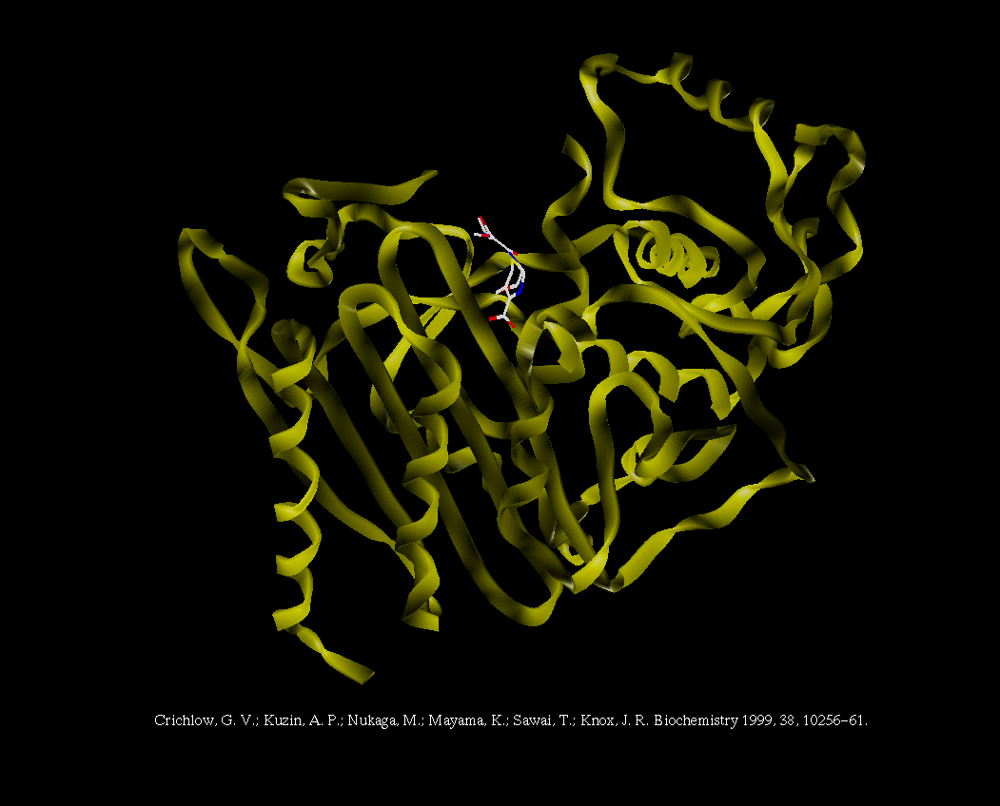 Crichlow, G. V.; Kuzin, A. P.; Nukaga, M.; Mayama, K.; Sawai, T.; Knox, J. R. Biochemistry 1999, 38, 10256-61.